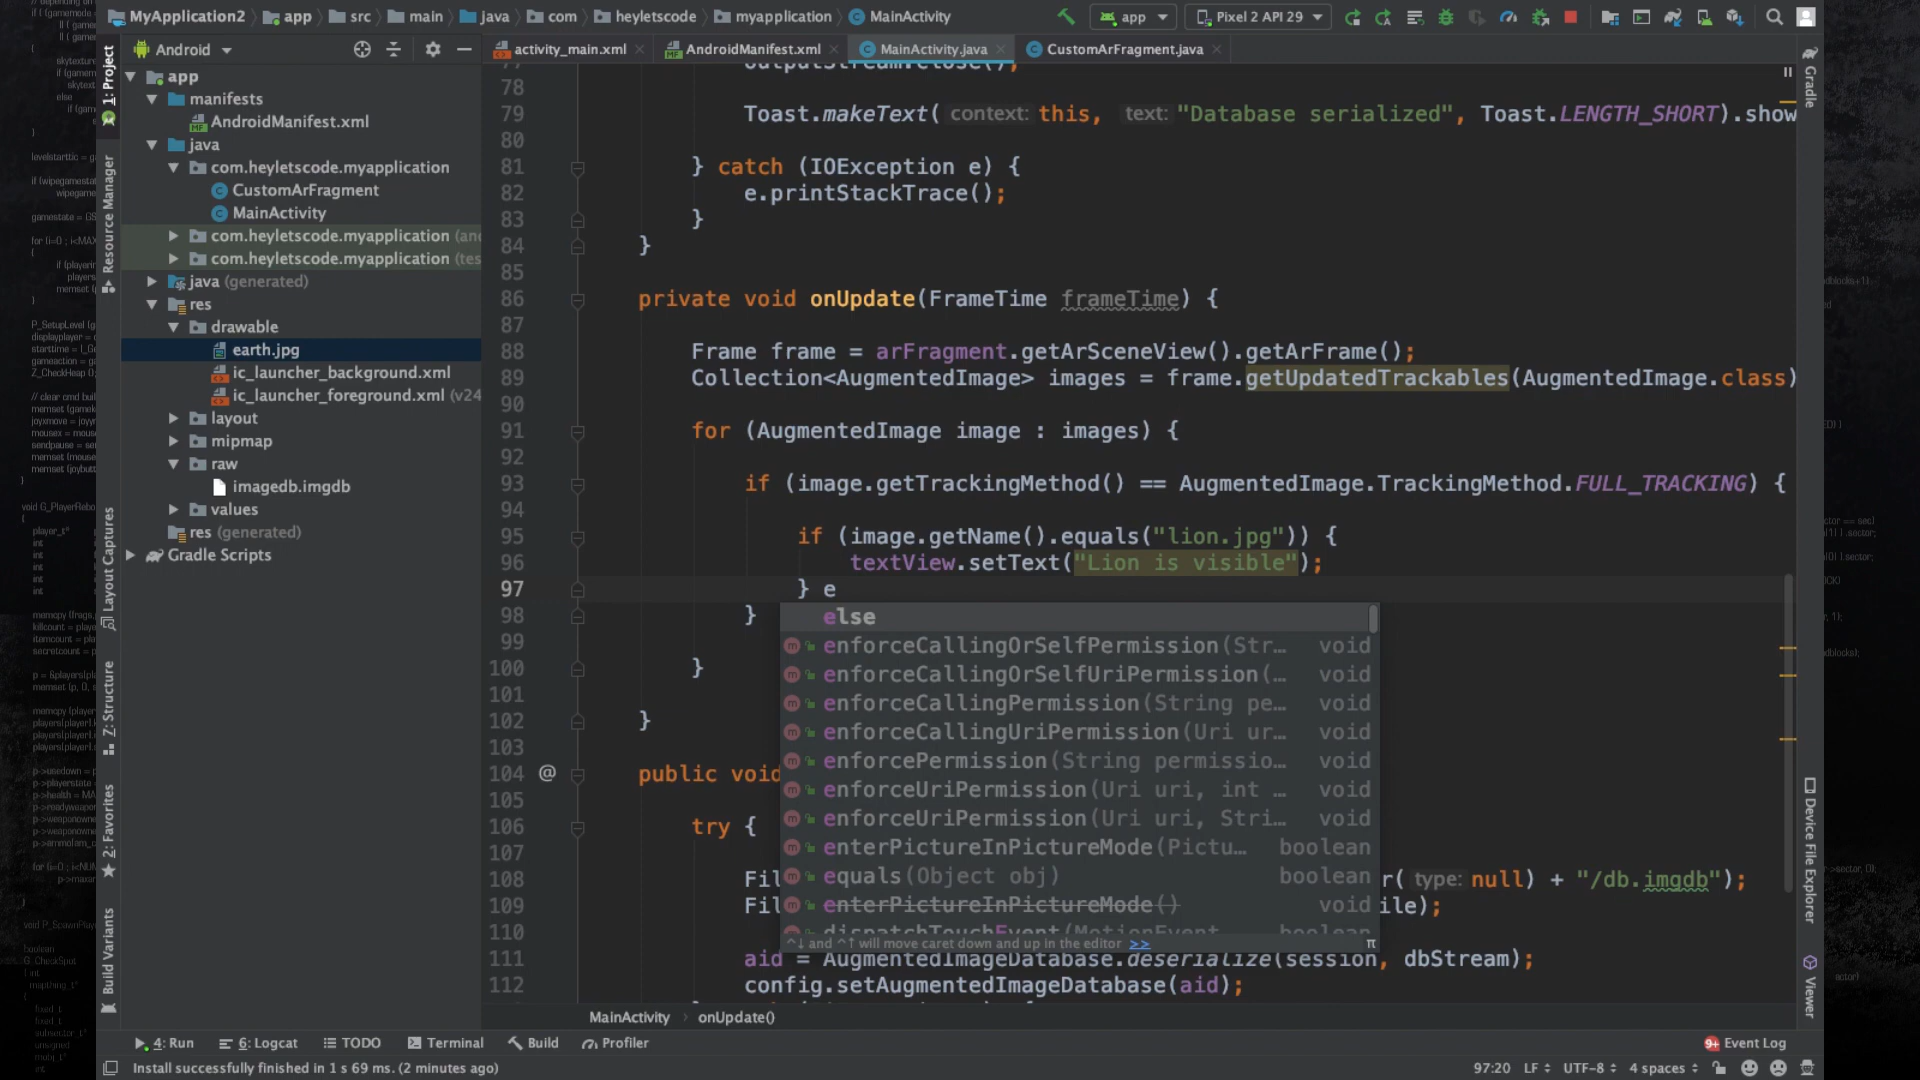 MyApplication2 app src main java com heyletscode myapplication MainActivity app Pixel 2 API 29
Android activity_main.xml AndroidManifest.xml MainActivity.java CustomArFragment.java
1: Project
Resource Manager
Layout Captures
Z: Structure
2: Favorites
Build Variants
app
manifests
AndroidManifest.xml
java
com.heyletscode.myapplication
CustomArFragment
MainActivity
com.heyletscode.myapplication (and
com.heyletscode.myapplication (tes
java (generated)
res
drawable
earth.jpg
ic_launcher_background.xml
ic_launcher_foreground.xml (v24
layout
mipmap
raw
imagedb.imgdb
values
res (generated)
Gradle Scripts
77 outputStream.close();
78
79 Toast.makeText( context: this, text: "Database serialized", Toast.LENGTH_SHORT).show
80
81 } catch (IOException e) {
82 e.printStackTrace();
83 }
84 }
85
86 private void onUpdate(FrameTime frameTime) {
87
88 Frame frame = arFragment.getArSceneView().getArFrame();
89 Collection<AugmentedImage> images = frame.getUpdatedTrackables(AugmentedImage.class)
90
91 for (AugmentedImage image : images) {
92
93 if (image.getTrackingMethod() == AugmentedImage.TrackingMethod.FULL_TRACKING) {
94
95 if (image.getName().equals("lion.jpg")) {
96 textView.setText("Lion is visible");
97 } e
98 }
99
100 }
101
102 }
103
104 @ public void
105
106 try {
107
108 Fil r( type: null) + "/db.imgdb");
109 Fil ile);
110
111 aid = AugmentedImageDatabase.deserialize(session, dbStream);
112 config.setAugmentedImageDatabase(aid);
else
enforceCallingOrSelfPermission(Str… void
enforceCallingOrSelfUriPermission(… void
enforceCallingPermission(String pe… void
enforceCallingUriPermission(Uri ur… void
enforcePermission(String permissio… void
enforceUriPermission(Uri uri, int … void
enforceUriPermission(Uri uri, Stri… void
enterPictureInPictureMode(Pictu… boolean
equals(Object obj) boolean
enterPictureInPictureMode() void
dispatchTouchEvent(MotionEvent boolean
^↓ and ^↑ will move caret down and up in the editor >> π
Gradle
Device File Explorer
Viewer
MainActivity › onUpdate()
4: Run 6: Logcat TODO Terminal Build Profiler 9+ Event Log
Install successfully finished in 1 s 69 ms. (2 minutes ago) 97:20 LF UTF-8 4 spaces